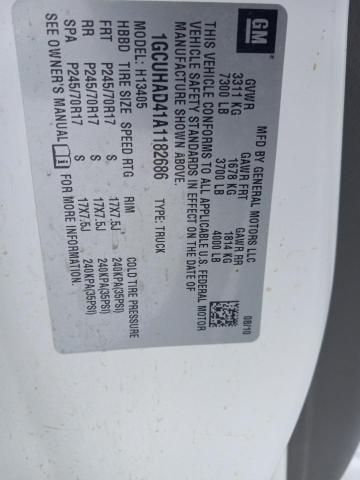 GM
MFD BY GENERAL MOTORS LLC
08/10
GVWR GAWR FRT GAWR RR
3311 KG 1678 KG 1814 KG
7300 LB 3700 LB 4000 LB
THIS VEHICLE CONFORMS TO ALL APPLICABLE U.S. FEDERAL MOTOR
VEHICLE SAFETY STANDARDS IN EFFECT ON THE DATE OF
MANUFACTURE SHOWN ABOVE.
1GCUHAD41A1182686 TYPE: TRUCK
MODEL: H13405
HBBD TIRE SIZE SPEED RTG RIM COLD TIRE PRESSURE
FRT P245/70R17 S 17X7.5J 240KPA(35PSI)
RR P245/70R17 S 17X7.5J 240KPA(35PSI)
SPA P245/70R17 S 17X7.5J 240KPA(35PSI)
SEE OWNER'S MANUAL